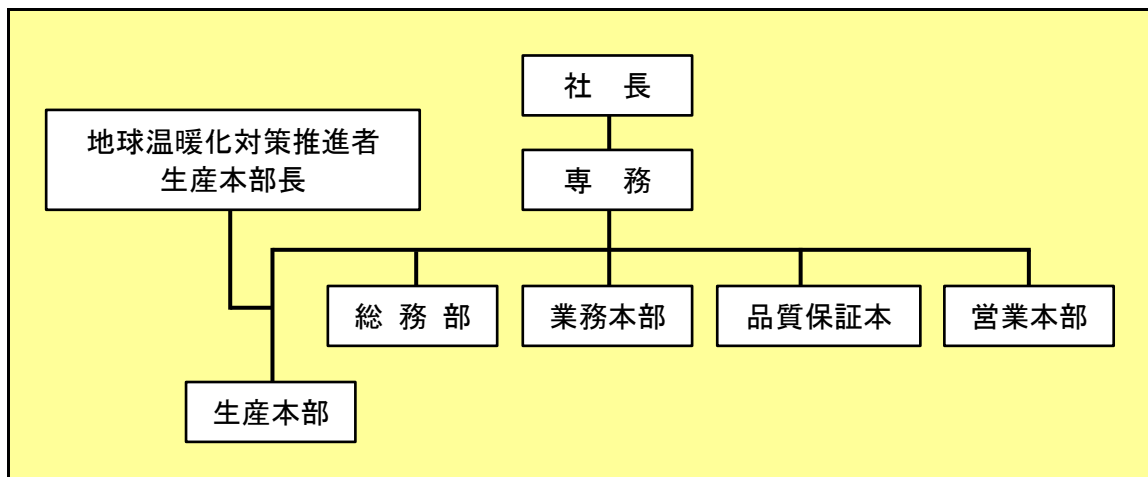 社 長
地球温暖化対策推進者
生産本部長
専 務
総 務 部
業務本部
品質保証本
営業本部
生産本部